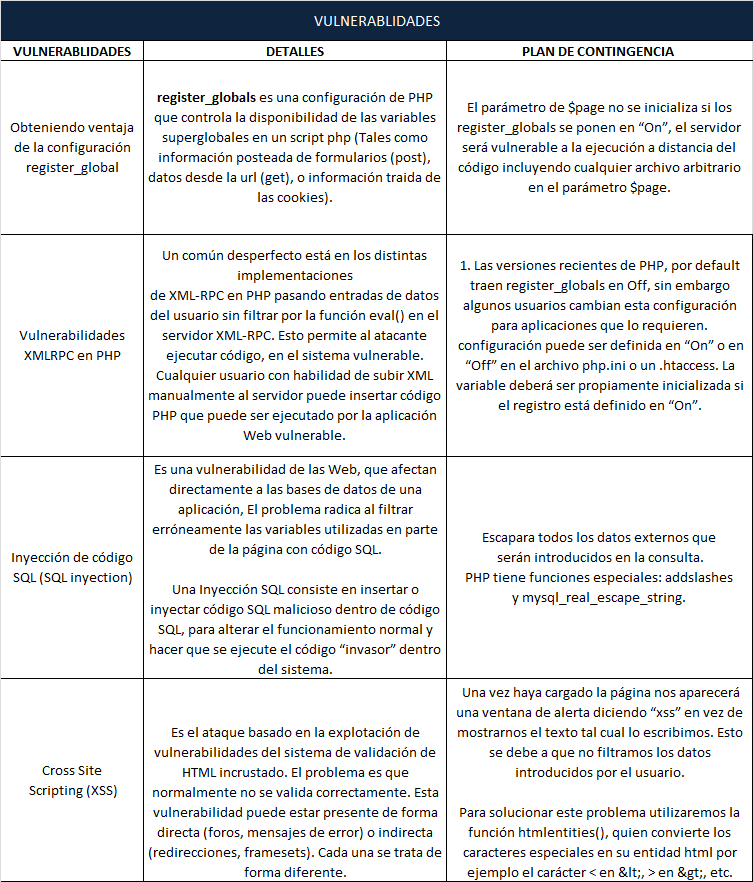 VULNERABLIDADES
VULNERABLIDADES
DETALLES
PLAN DE CONTINGENCIA
Obteniendo ventaja
de la configuración
register_global
register_globals es una configuración de PHP
que controla la disponibilidad de las variables
superglobales en un script php (Tales como
información posteada de formularios (post),
datos desde la url (get), o información traida de
las cookies).
El parámetro de $page no se inicializa si los
register_globals se ponen en “On”, el servidor
será vulnerable a la ejecución a distancia del
código incluyendo cualquier archivo arbitrario
en el parámetro $page.
Vulnerabilidades
XMLRPC en PHP
Un común desperfecto está en los distintas
implementaciones
de XML-RPC en PHP pasando entradas de datos
del usuario sin filtrar por la función eval() en el
servidor XML-RPC. Esto permite al atacante
ejecutar código, en el sistema vulnerable.
Cualquier usuario con habilidad de subir XML
manualmente al servidor puede insertar código
PHP que puede ser ejecutado por la aplicación
Web vulnerable.
1. Las versiones recientes de PHP, por default
traen register_globals en Off, sin embargo
algunos usuarios cambian esta configuración
para aplicaciones que lo requieren.
configuración puede ser definida en “On” o en
“Off” en el archivo php.ini o un .htaccess. La
variable deberá ser propiamente inicializada si
el registro está definido en “On”.
Inyección de código
SQL (SQL inyection)
Es una vulnerabilidad de las Web, que afectan
directamente a las bases de datos de una
aplicación, El problema radica al filtrar
erróneamente las variables utilizadas en parte
de la página con código SQL.
Una Inyección SQL consiste en insertar o
inyectar código SQL malicioso dentro de código
SQL, para alterar el funcionamiento normal y
hacer que se ejecute el código “invasor” dentro
del sistema.
Escapara todos los datos externos que
serán introducidos en la consulta.
PHP tiene funciones especiales: addslashes
y mysql_real_escape_string.
Cross Site
Scripting (XSS)
Es el ataque basado en la explotación de
vulnerabilidades del sistema de validación de
HTML incrustado. El problema es que
normalmente no se valida correctamente. Esta
vulnerabilidad puede estar presente de forma
directa (foros, mensajes de error) o indirecta
(redirecciones, framesets). Cada una se trata de
forma diferente.
Una vez haya cargado la página nos aparecerá
una ventana de alerta diciendo “xss” en vez de
mostrarnos el texto tal cual lo escribimos. Esto
se debe a que no filtramos los datos
introducidos por el usuario.
Para solucionar este problema utilizaremos la
función htmlentities(), quien convierte los
caracteres especiales en su entidad html por
ejemplo el carácter < en &lt;, > en &gt;, etc.